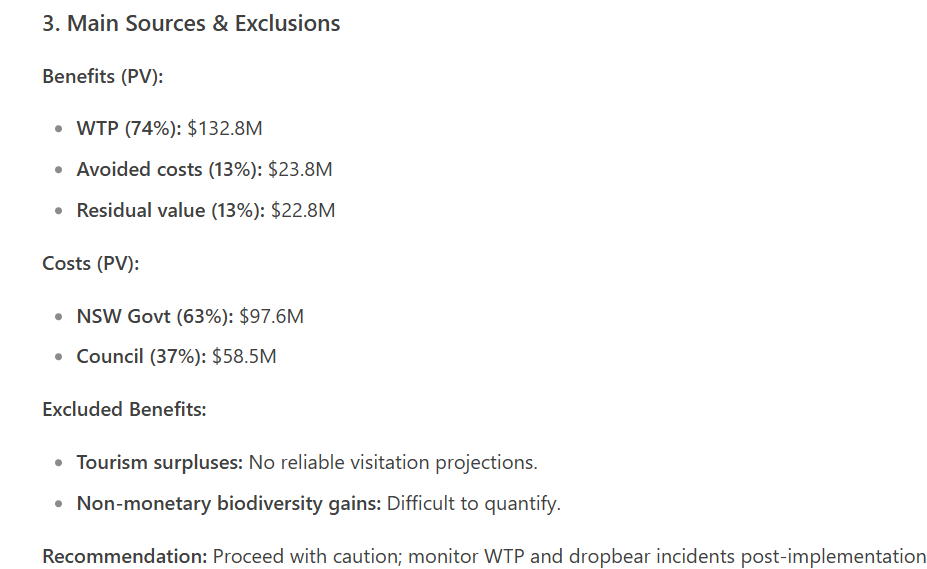 3. Main Sources & Exclusions
Benefits (PV):
• WTP (74%): $132.8M
• Avoided costs (13%): $23.8M
• Residual value (13%): $22.8M
Costs (PV):
• NSW Govt (63%): $97.6M
• Council (37%): $58.5M
Excluded Benefits:
• Tourism surpluses: No reliable visitation projections.
• Non-monetary biodiversity gains: Difficult to quantify.
Recommendation: Proceed with caution; monitor WTP and dropbear incidents post-implementation